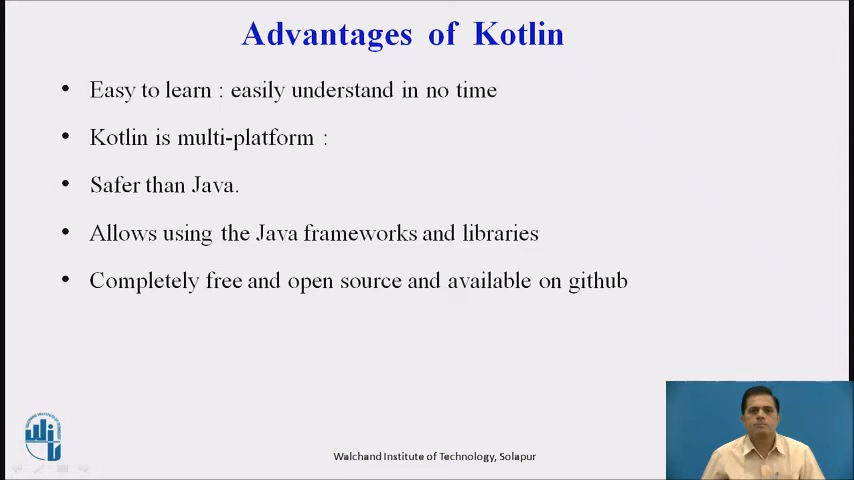 Advantages of Kotlin
• Easy to learn : easily understand in no time
• Kotlin is multi-platform :
• Safer than Java.
• Allows using the Java frameworks and libraries
• Completely free and open source and available on github
Walchand Institute of Technology, Solapur